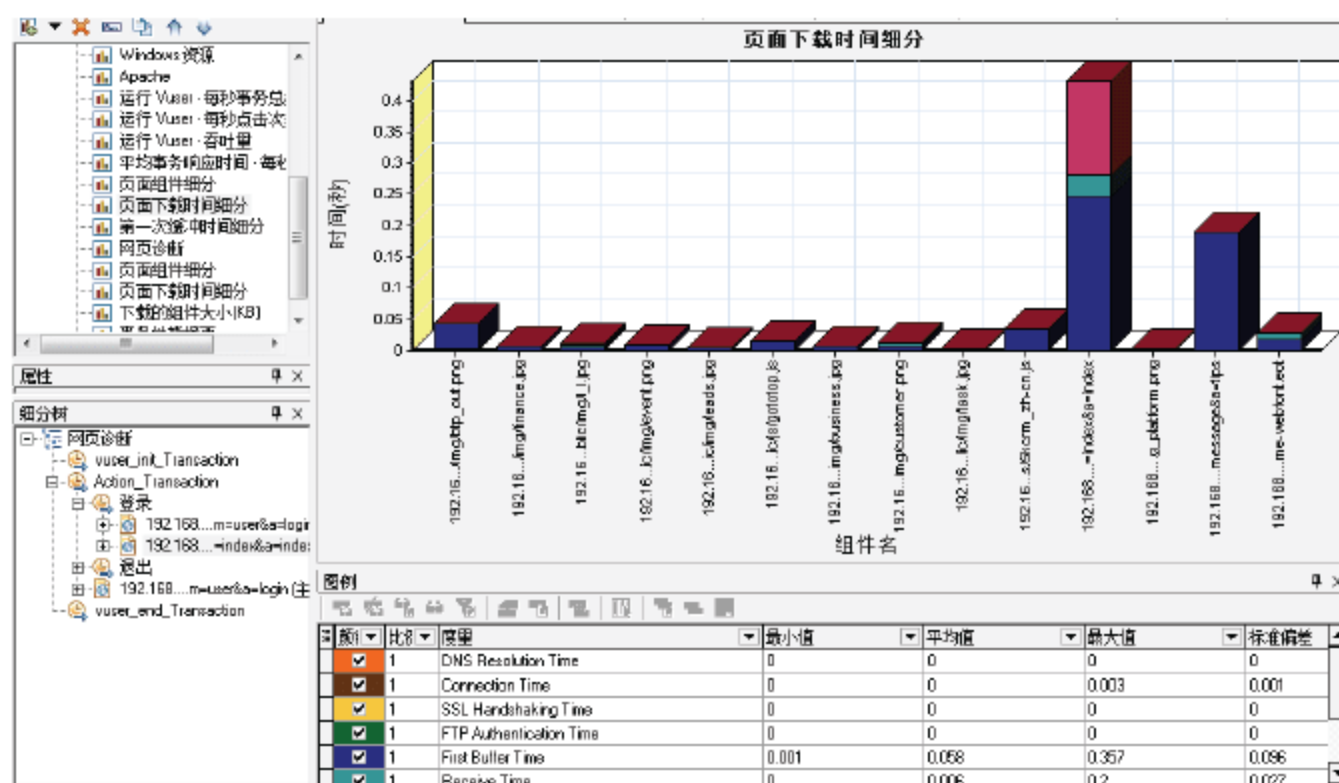 Windows 资源
Apache
运行 Vuser - 每秒事务总
运行 Vuser - 每秒点击次
运行 Vuser - 吞吐量
平均事务响应时间 - 每秒
页面组件细分
页面下载时间细分
第一次缓冲时间细分
网页诊断
页面组件细分
页面下载时间细分
下载的组件大小(KB)
属性
细分树
网页诊断
vuser_init_Transaction
Action_Transaction
登录
192.168....m=user&a=login
192.168....=index&a=inde
退出
192.168....m=user&a=login (主
vuser_end_Transaction
页面下载时间细分
时间(秒)
0.4
0.35
0.3
0.25
0.2
0.15
0.1
0.05
0
192.16.../img/btp_out.png
192.16.../img/finance.jpg
192.16...blic/img/l_l.jpg
192.16...ic/img/event.png
192.16...ic/img/leads.jpg
192.16...ic/js/gototop.js
192.16...img/business.jpg
192.16...mg/customer.png
192.16...lic/img/task.jpg
192.16...s/5kcrm_zh-cn.js
192.168...=index&a=index
192.168...g_platform.png
192.168...message&a=tips
192.168...me-webfont.eot
组件名
图例
颜 比例 度量 最小值 平均值 最大值 标准偏差
1 DNS Resolution Time 0 0 0 0
1 Connection Time 0 0 0.003 0.001
1 SSL Handshaking Time 0 0 0 0
1 FTP Authentication Time 0 0 0 0
1 First Buffer Time 0.001 0.058 0.357 0.096
1 Receive Time 0 0.006 0.2 0.027